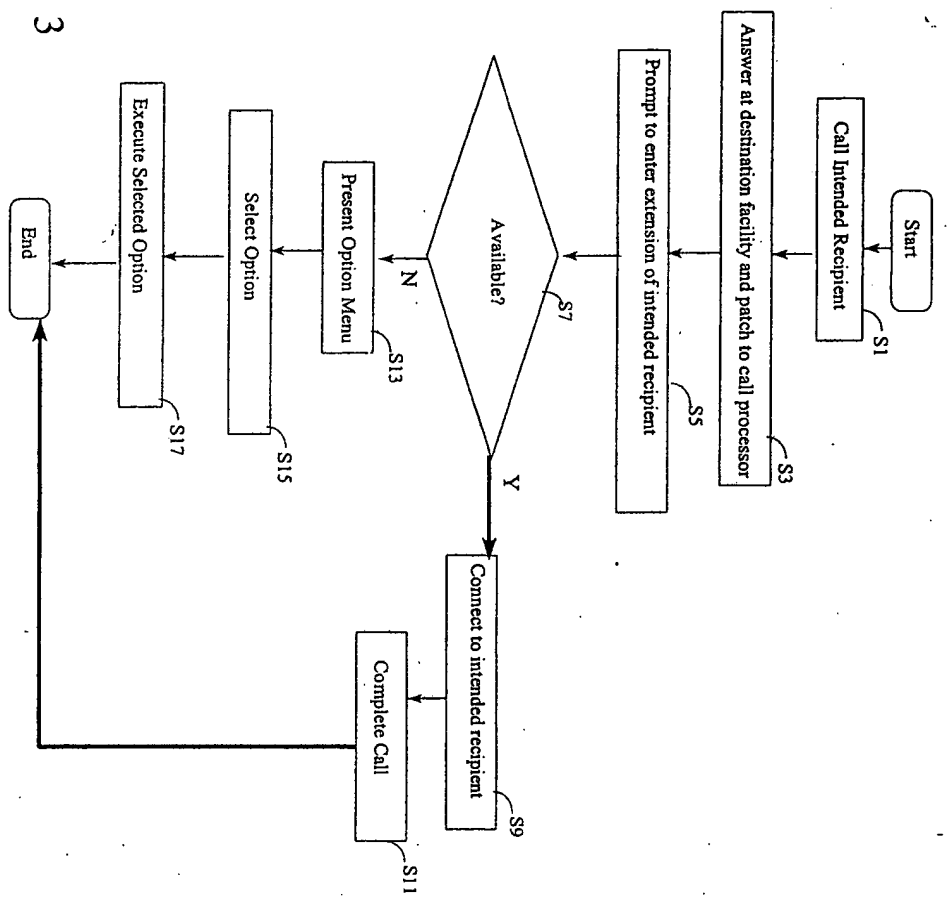 Start
Call Intended Recipient
S1
Answer at destination facility and patch to call processor
S3
Prompt to enter extension of intended recipient
S5
Available?
S7
Y
N
Connect to intended recipient
S9
Present Option Menu
S13
Complete Call
S11
Select Option
S15
Execute Selected Option
S17
End
3